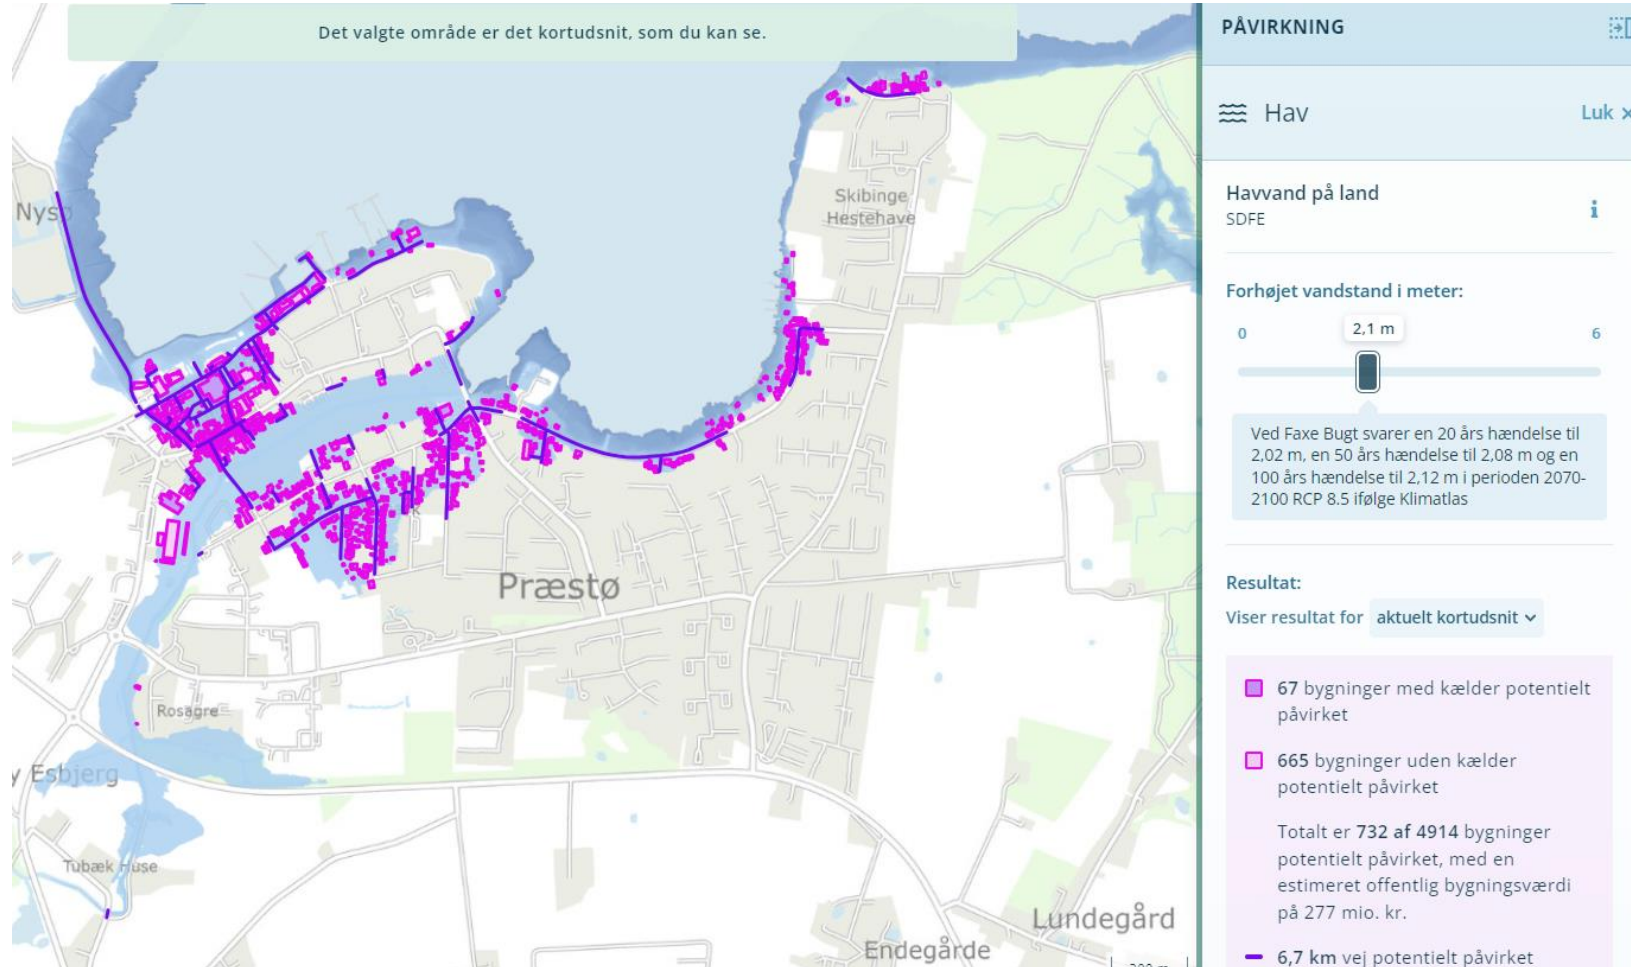 Det valgte område er det kortudsnit, som du kan se.
Nysø
Skibinge
Hestehave
Præstø
Rosagre
Esbjerg
Tubæk Huse
Lundegård
Endegårde
PÅVIRKNING
Hav
Luk ×
Havvand på land
SDFE
i
Forhøjet vandstand i meter:
0
2,1 m
6
Ved Faxe Bugt svarer en 20 års hændelse til
2,02 m, en 50 års hændelse til 2,08 m og en
100 års hændelse til 2,12 m i perioden 2070-
2100 RCP 8.5 ifølge Klimatlas
Resultat:
Viser resultat for aktuelt kortudsnit
67 bygninger med kælder potentielt
påvirket
665 bygninger uden kælder
potentielt påvirket
Totalt er 732 af 4914 bygninger
potentielt påvirket, med en
estimeret offentlig bygningsværdi
på 277 mio. kr.
6,7 km vej potentielt påvirket